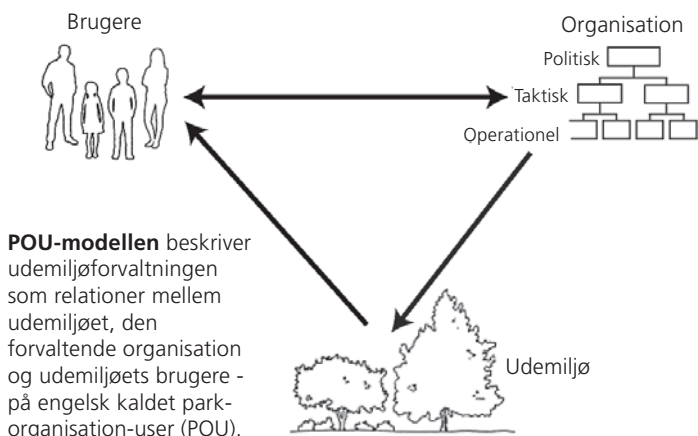 Brugere
Organisation
Politisk
Taktisk
Operationel
POU-modellen beskriver
udemiljøforvaltningen
som relationer mellem
udemiljøet, den
forvaltende organisation
og udemiljøets brugere -
på engelsk kaldet park-
organisation-user (POU).
Udemiljø